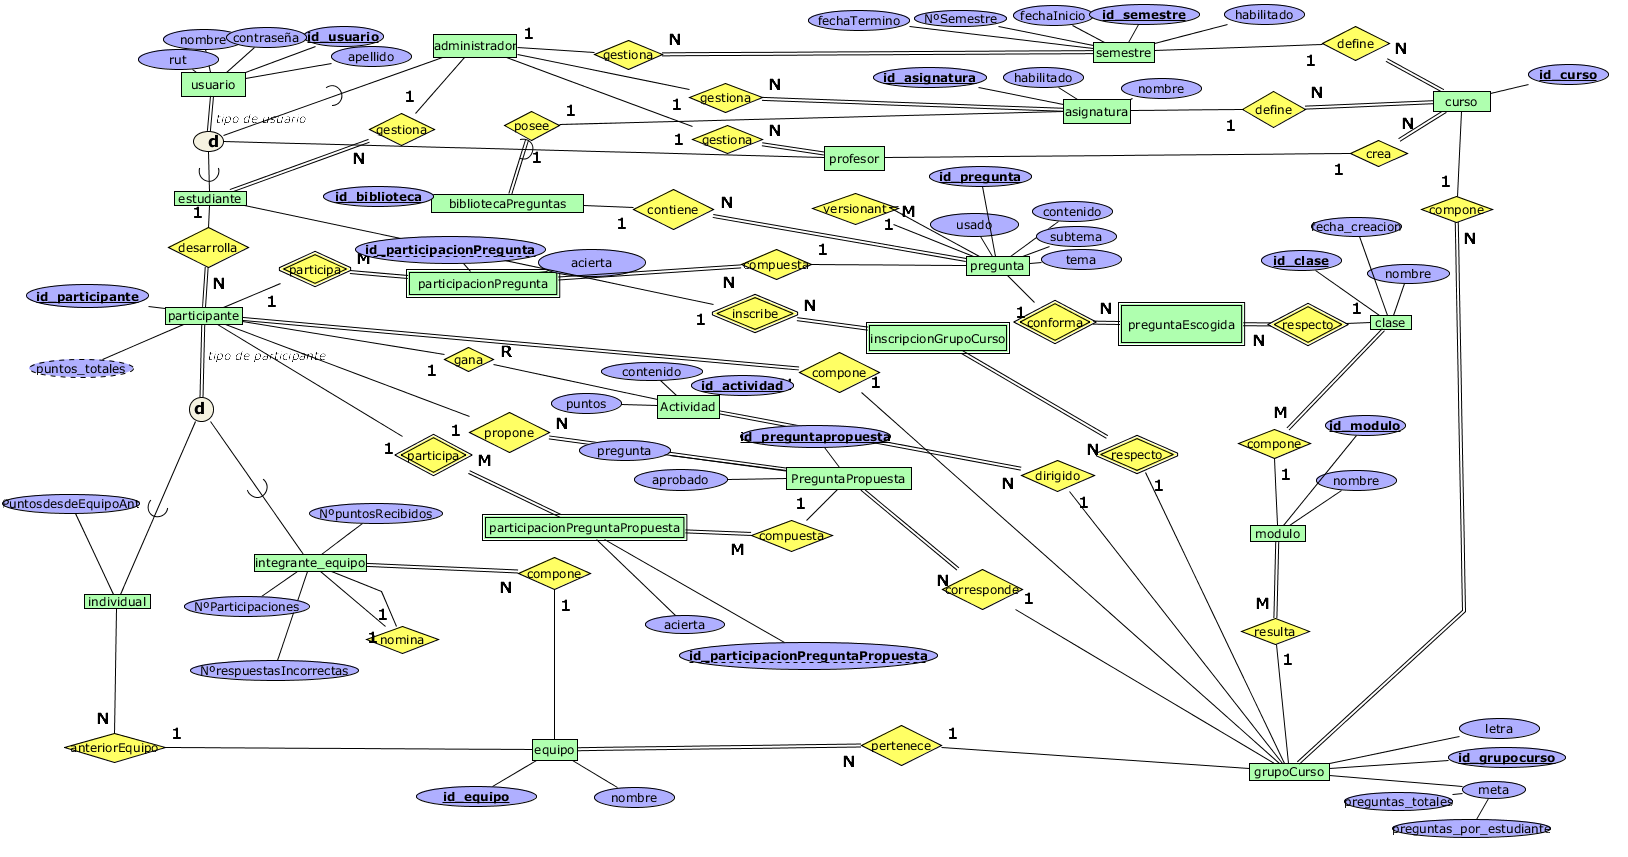 fechaTermino
NºSemestre
fechaInicio
id_semestre
habilitado
nombre
contraseña
id_usuario
rut
apellido
usuario
administrador
1
gestiona
N
semestre
1
define
N
id_asignatura
habilitado
nombre
id_curso
tipo de usuario
1
gestiona
N
1
gestiona
N
asignatura
1
define
N
curso
posee
1
1
d
1
gestiona
N
profesor
1
crea
N
estudiante
1
id_biblioteca
bibliotecaPreguntas
1
contiene
N
id_pregunta
versionant
M
1
usado
contenido
subtema
tema
pregunta
1
compone
N
fecha_creacion
id_clase
nombre
desarrolla
N
id_participacionPregunta
acierta
participa
M
1
participacionPregunta
N
compuesta
1
id_participante
participante
puntos_totales
tipo de participante
1
inscribe
N
inscripcionGrupoCurso
1
conforma
N
preguntaEscogida
N
respecto
1
clase
1
gana
R
compone
1
contenido
id_actividad
puntos
Actividad
d
1
propone
N
pregunta
id_preguntapropuesta
aprobado
PreguntaPropuesta
1
participa
M
N
dirigido
1
N
respecto
1
M
compone
1
id_modulo
nombre
modulo
PuntosdesdeEquipoAnt
NºpuntosRecibidos
participacionPreguntaPropuesta
M
compuesta
1
integrante_equipo
N
compone
1
NºParticipaciones
NºrespuestasIncorrectas
1
1
nomina
individual
N
corresponde
1
M
resulta
1
acierta
id_participacionPreguntaPropuesta
N
anteriorEquipo
1
equipo
N
pertenece
1
id_equipo
nombre
grupoCurso
letra
id_grupocurso
meta
preguntas_totales
preguntas_por_estudiante